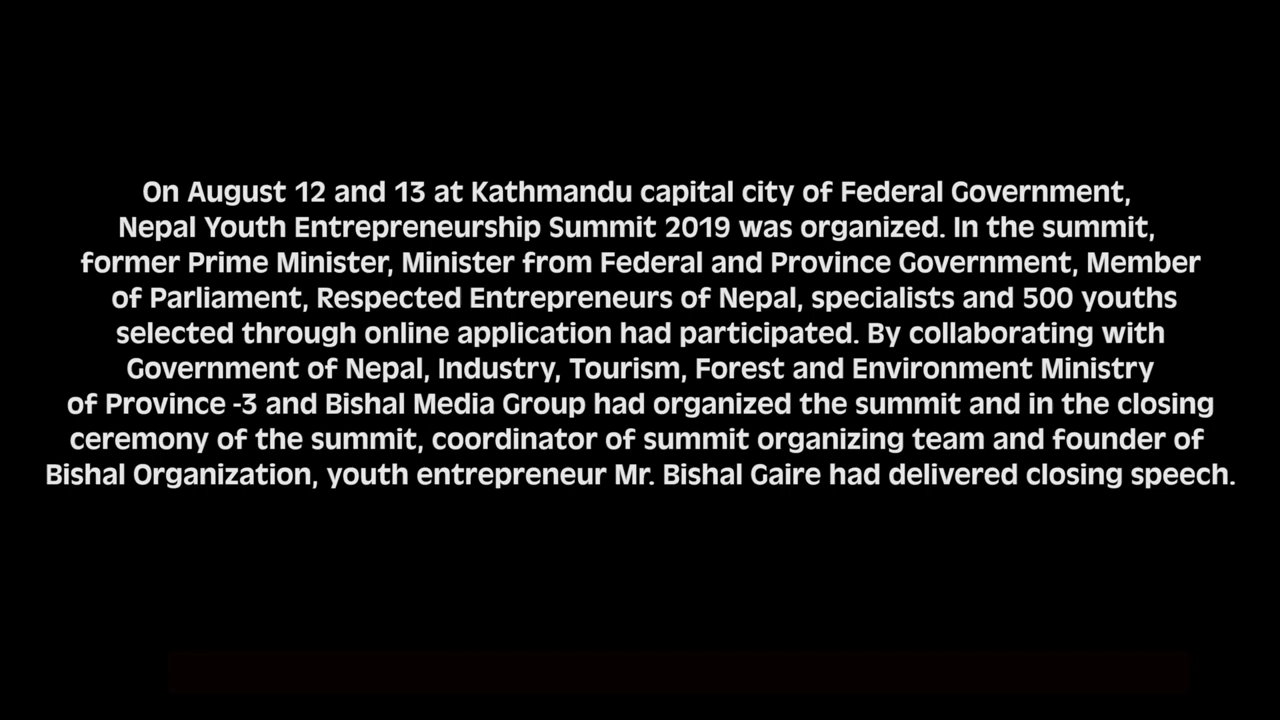 On August 12 and 13 at Kathmandu capital city of Federal Government,
Nepal Youth Entrepreneurship Summit 2019 was organized. In the summit,
former Prime Minister, Minister from Federal and Province Government, Member
of Parliament, Respected Entrepreneurs of Nepal, specialists and 500 youths
selected through online application had participated. By collaborating with
Government of Nepal, Industry, Tourism, Forest and Environment Ministry
of Province -3 and Bishal Media Group had organized the summit and in the closing
ceremony of the summit, coordinator of summit organizing team and founder of
Bishal Organization, youth entrepreneur Mr. Bishal Gaire had delivered closing speech.